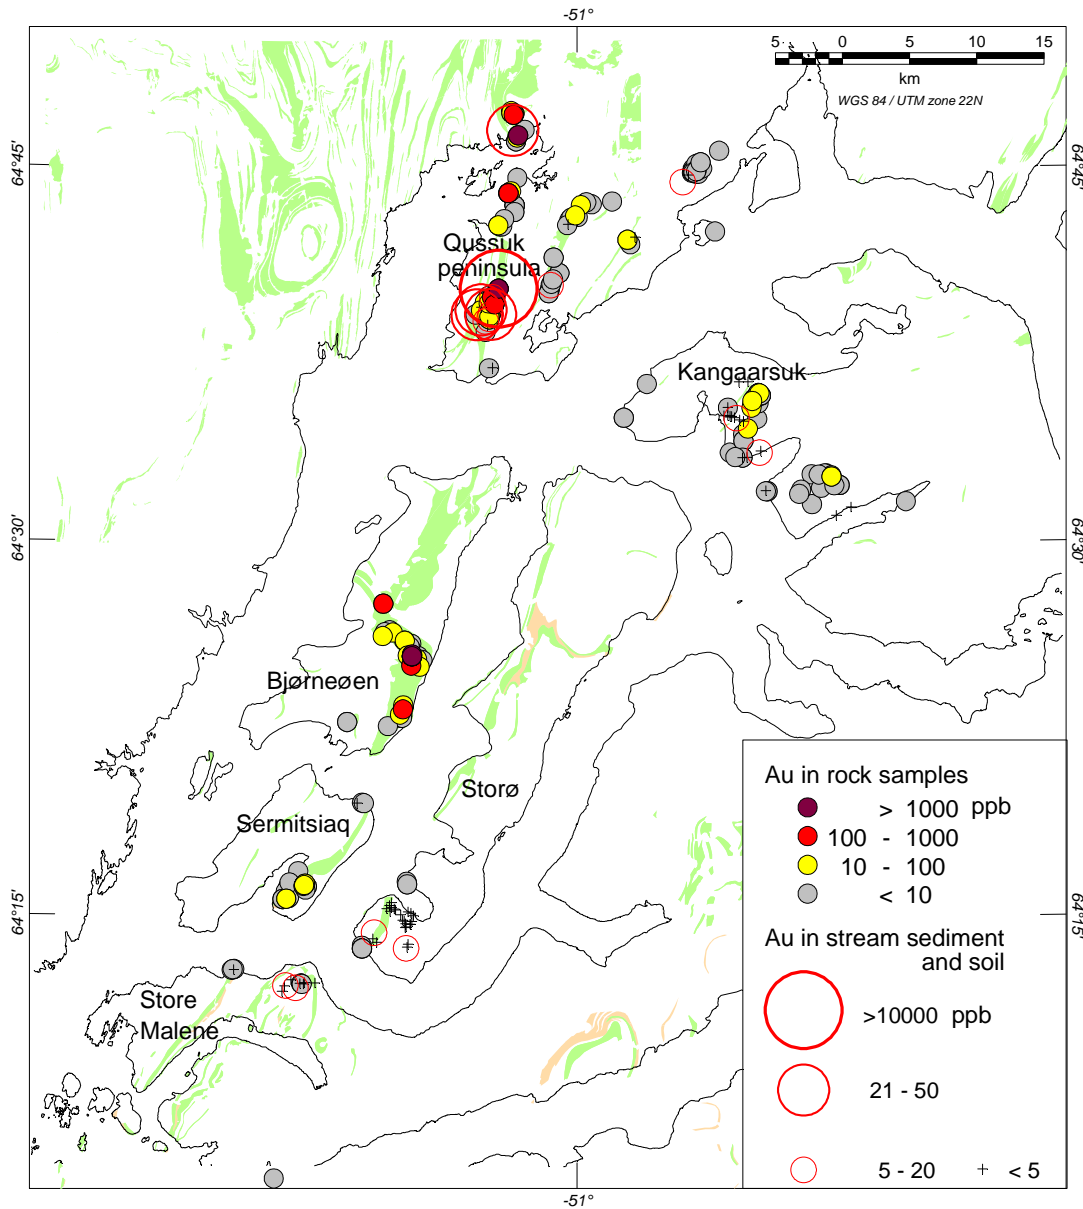 -51°
5 0 5 10 15
km
WGS 84 / UTM zone 22N
64°45'
64°45'
Qussuk
peninsula
Kangaarsuk
64°30'
64°30'
Bjørneøen
Storø
Sermitsiaq
64°15'
64°15'
Store
Malene
Au in rock samples
> 1000 ppb
100 - 1000
10 - 100
< 10
Au in stream sediment
and soil
>10000 ppb
21 - 50
5 - 20 + < 5
-51°